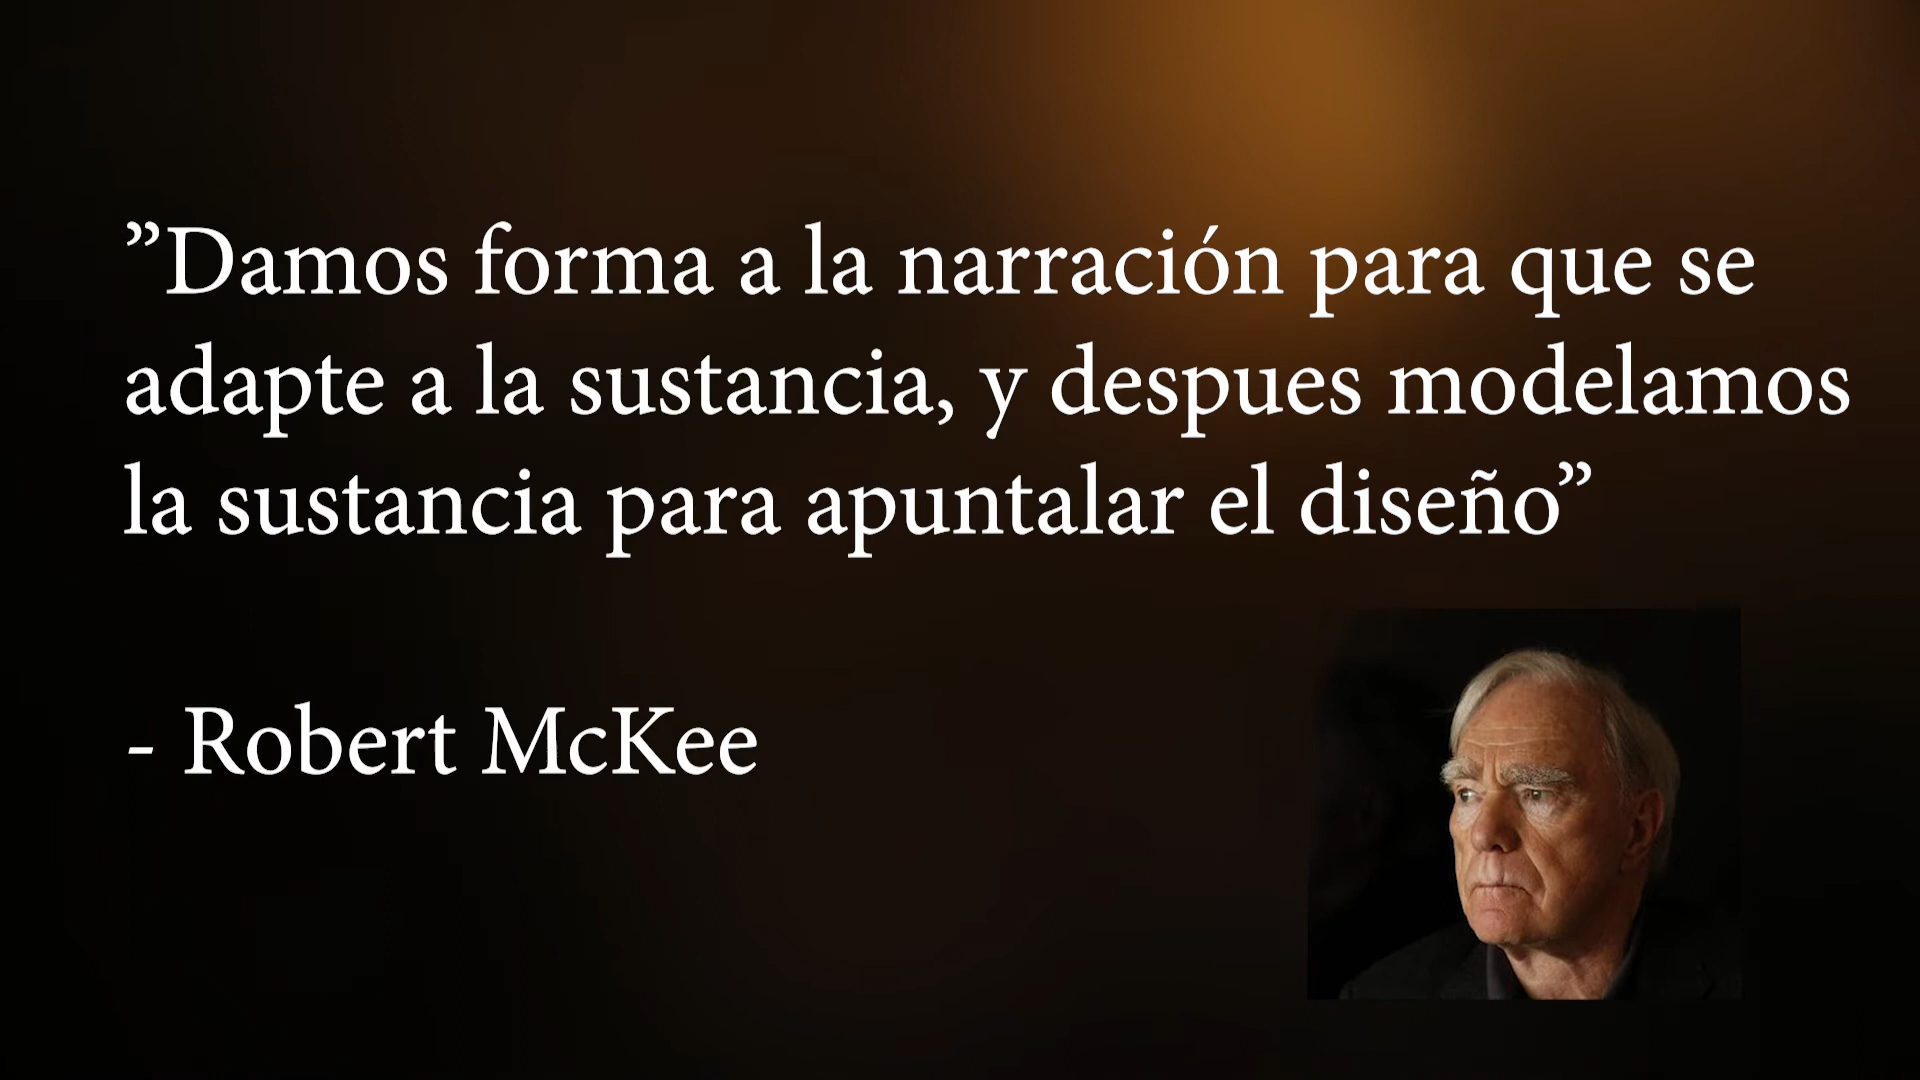 ”Damos forma a la narración para que se
adapte a la sustancia, y despues modelamos
la sustancia para apuntalar el diseño”
- Robert McKee